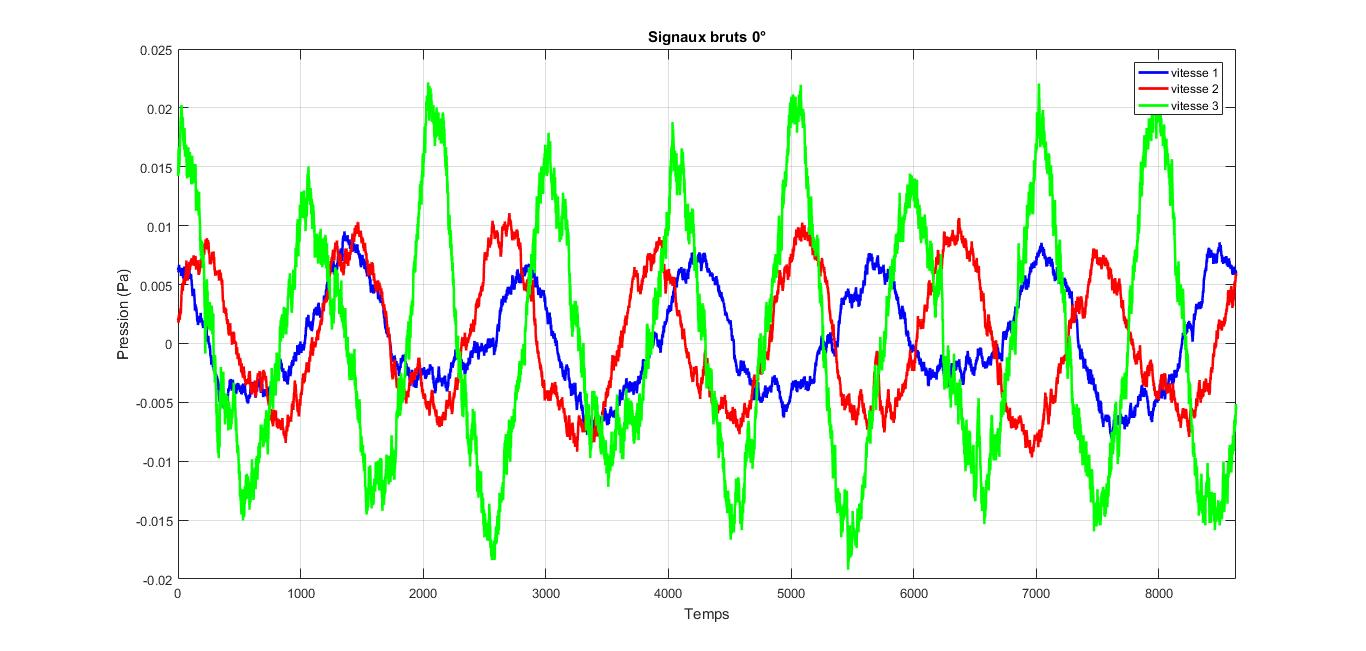 Signaux bruts 0°
0.025
0.02
0.015
0.01
0.005
0
-0.005
-0.01
-0.015
-0.02
Pression (Pa)
vitesse 1
vitesse 2
vitesse 3
0 1000 2000 3000 4000 5000 6000 7000 8000
Temps